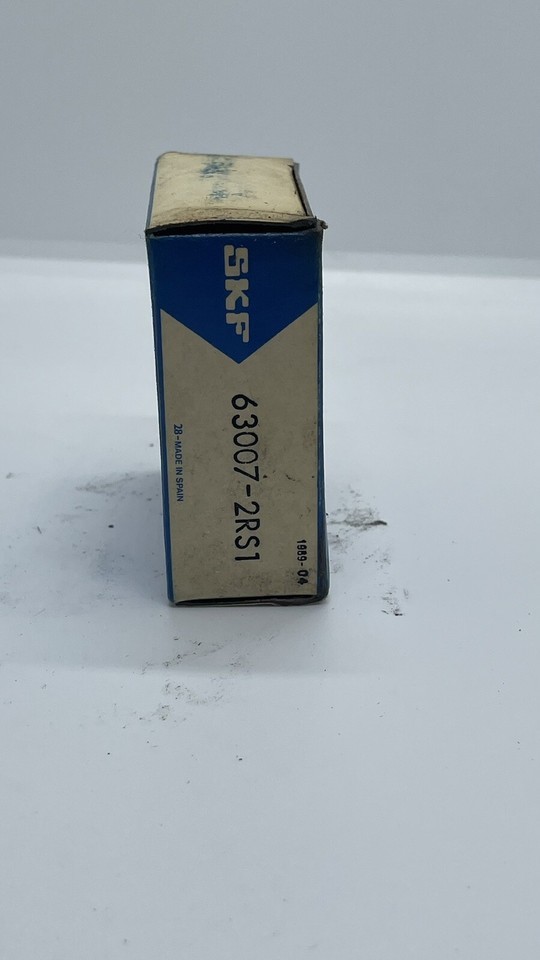 SKF
63007-2RS1
28-MADE IN SPAIN
1989-04